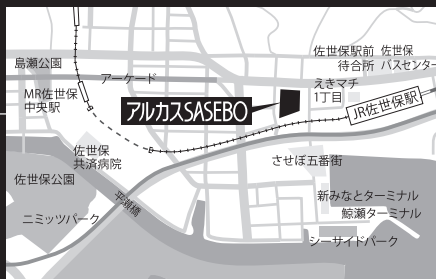 島瀬公園
アーケード
佐世保駅前
待合所
佐世保
バスセンター
MR佐世保
中央駅
アルカスSASEBO
えきマチ
1丁目
JR佐世保駅
佐世保
共済病院
させぼ五番街
佐世保公園
平瀬橋
ニミッツパーク
新みなとターミナル
鯨瀬ターミナル
シーサイドパーク